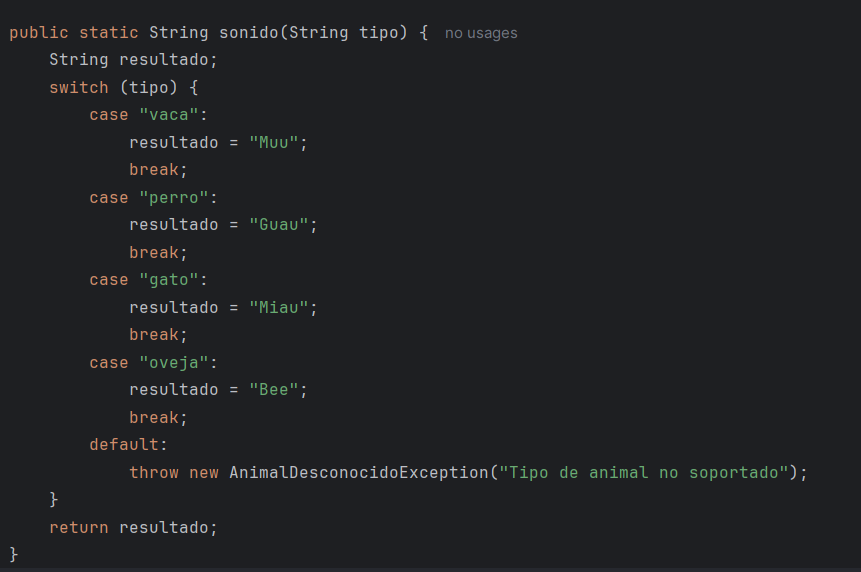 public static String sonido(String tipo) { no usages
String resultado;
switch (tipo) {
case "vaca":
resultado = "Muu";
break;
case "perro":
resultado = "Guau";
break;
case "gato":
resultado = "Miau";
break;
case "oveja":
resultado = "Bee";
break;
default:
throw new AnimalDesconocidoException("Tipo de animal no soportado");
}
return resultado;
}